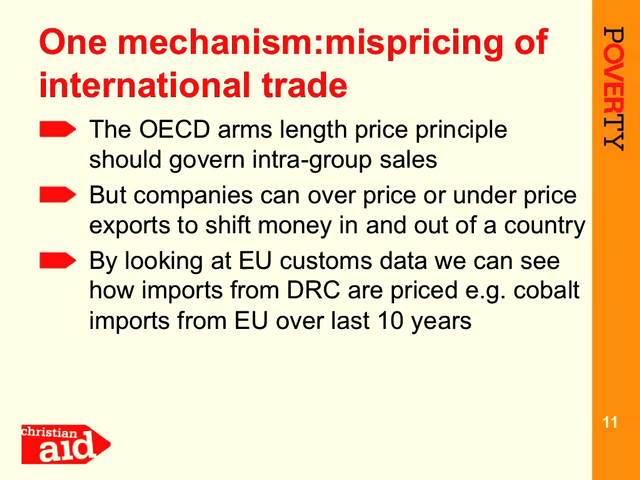 One mechanism:mispricing of
international trade
The OECD arms length price principle
should govern intra-group sales
But companies can over price or under price
exports to shift money in and out of a country
By looking at EU customs data we can see
how imports from DRC are priced e.g. cobalt
imports from EU over last 10 years
POVERTY
11
christian
aid